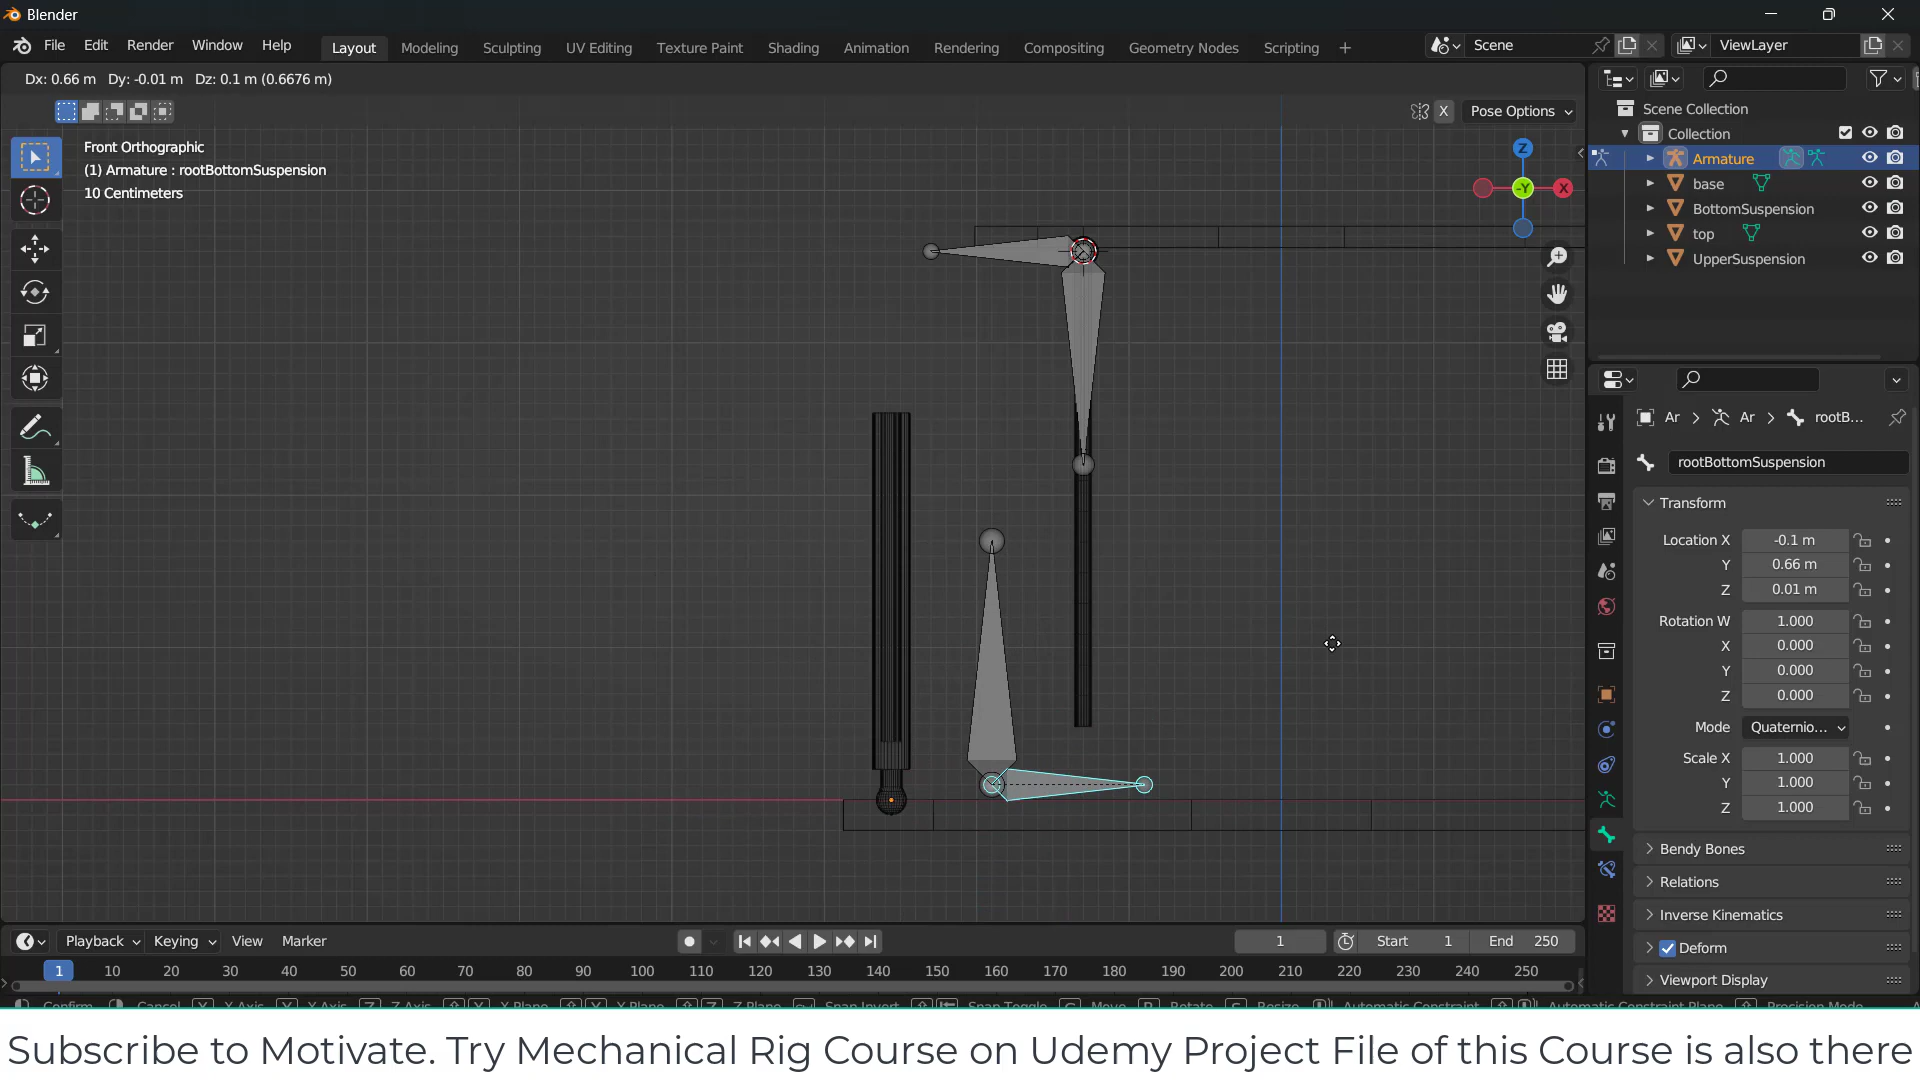 Blender
File Edit Render Window Help
Layout Modeling Sculpting UV Editing Texture Paint Shading Animation Rendering Compositing Geometry Nodes Scripting +
Scene
ViewLayer
Dx: 0.66 m Dy: -0.01 m Dz: 0.1 m (0.6676 m)
X
Pose Options
Front Orthographic
(1) Armature : rootBottomSuspension
10 Centimeters
Z
-Y
X
Scene Collection
Collection
Armature
base
BottomSuspension
top
UpperSuspension
Ar > Ar > rootB...
rootBottomSuspension
Transform
Location X -0.1 m
Y 0.66 m
Z 0.01 m
Rotation W 1.000
X 0.000
Y 0.000
Z 0.000
Mode Quaternio...
Scale X 1.000
Y 1.000
Z 1.000
Bendy Bones
Relations
Inverse Kinematics
Deform
Viewport Display
Playback Keying View Marker
1
Start 1
End 250
1 10 20 30 40 50 60 70 80 90 100 110 120 130 140 150 160 170 180 190 200 210 220 230 240 250
Subscribe to Motivate. Try Mechanical Rig Course on Udemy Project File of this Course is also there